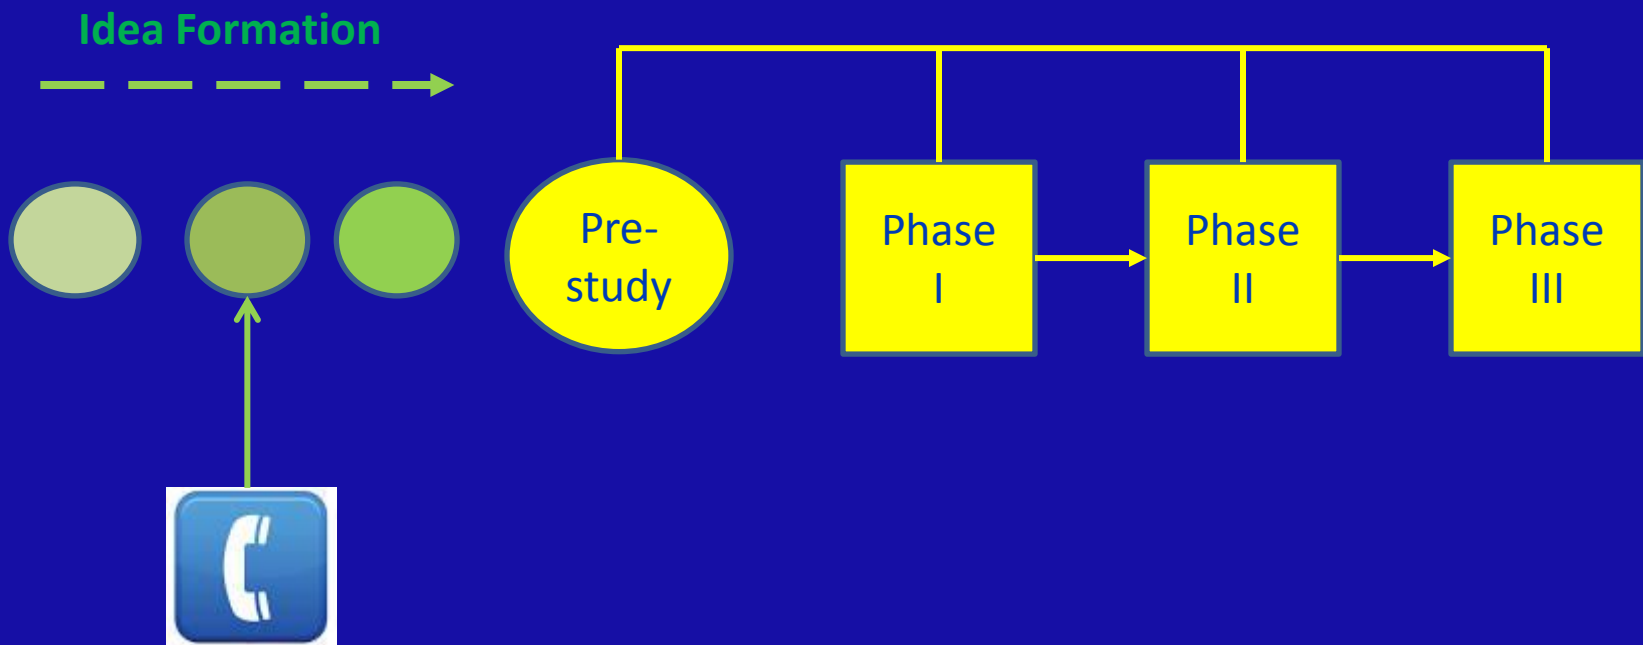 Idea Formation
Pre-
study
Phase
I
Phase
II
Phase
III